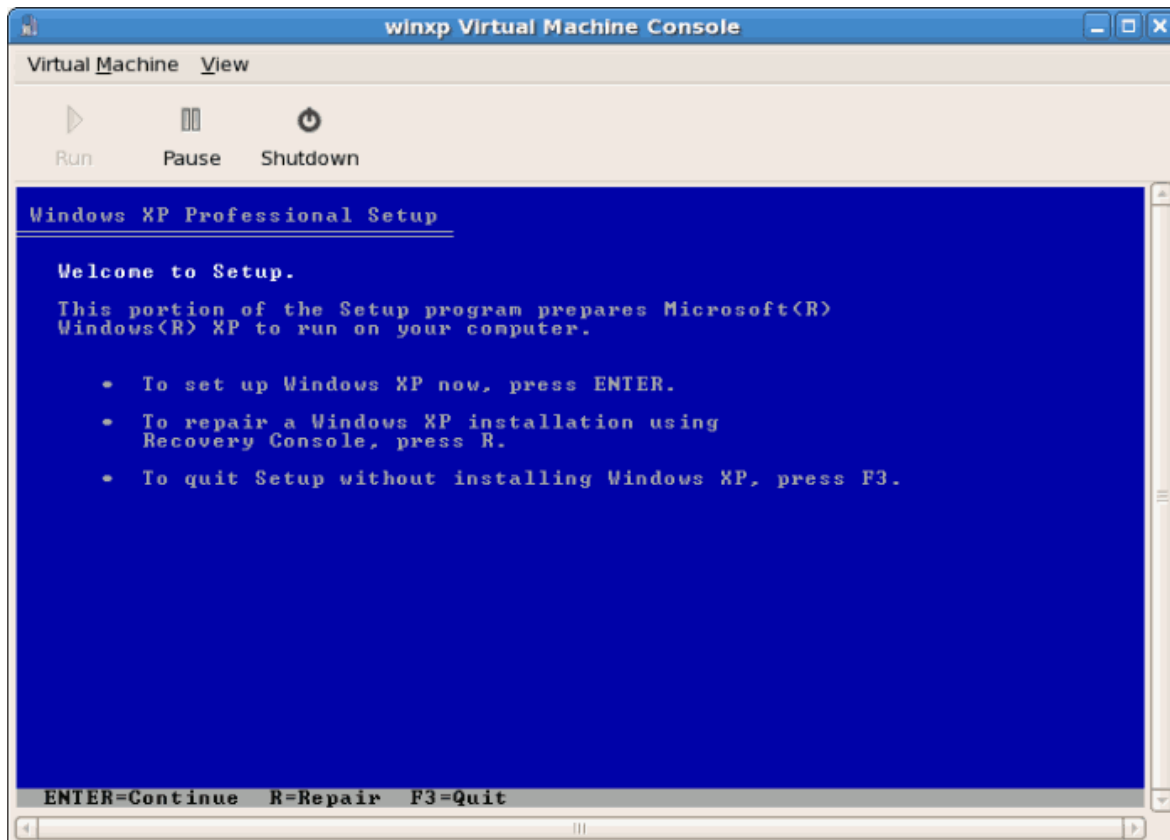 winxp Virtual Machine Console
Virtual Machine View
Run Pause Shutdown
Windows XP Professional Setup
Welcome to Setup.
This portion of the Setup program prepares Microsoft(R)
Windows(R) XP to run on your computer.
• To set up Windows XP now, press ENTER.
• To repair a Windows XP installation using
Recovery Console, press R.
• To quit Setup without installing Windows XP, press F3.
ENTER=Continue R=Repair F3=Quit